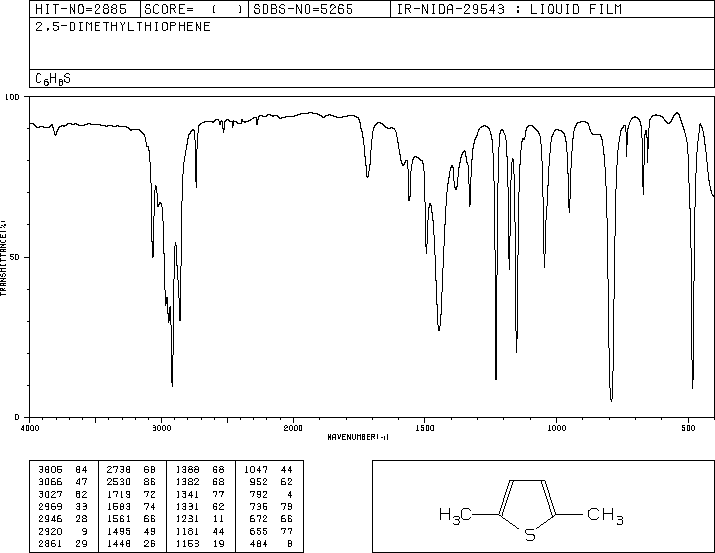 HIT-NO=2885 SCORE= ( ) SDBS-NO=5265 IR-NIDA-29543 : LIQUID FILM
2,5-DIMETHYLTHIOPHENE
C6H8S
100
50
0
TRANSMITTANCE(%)
4000 3000 2000 1500 1000 500
WAVENUMBER(-1)
3805 84 2738 68 1388 68 1047 44
3066 47 2530 86 1382 68 952 62
3027 62 1719 72 1341 77 792 4
2969 33 1583 74 1331 62 735 79
2946 28 1561 66 1231 11 672 66
2920 9 1495 49 1181 44 655 77
2861 29 1448 26 1153 19 484 8
H3C S CH3